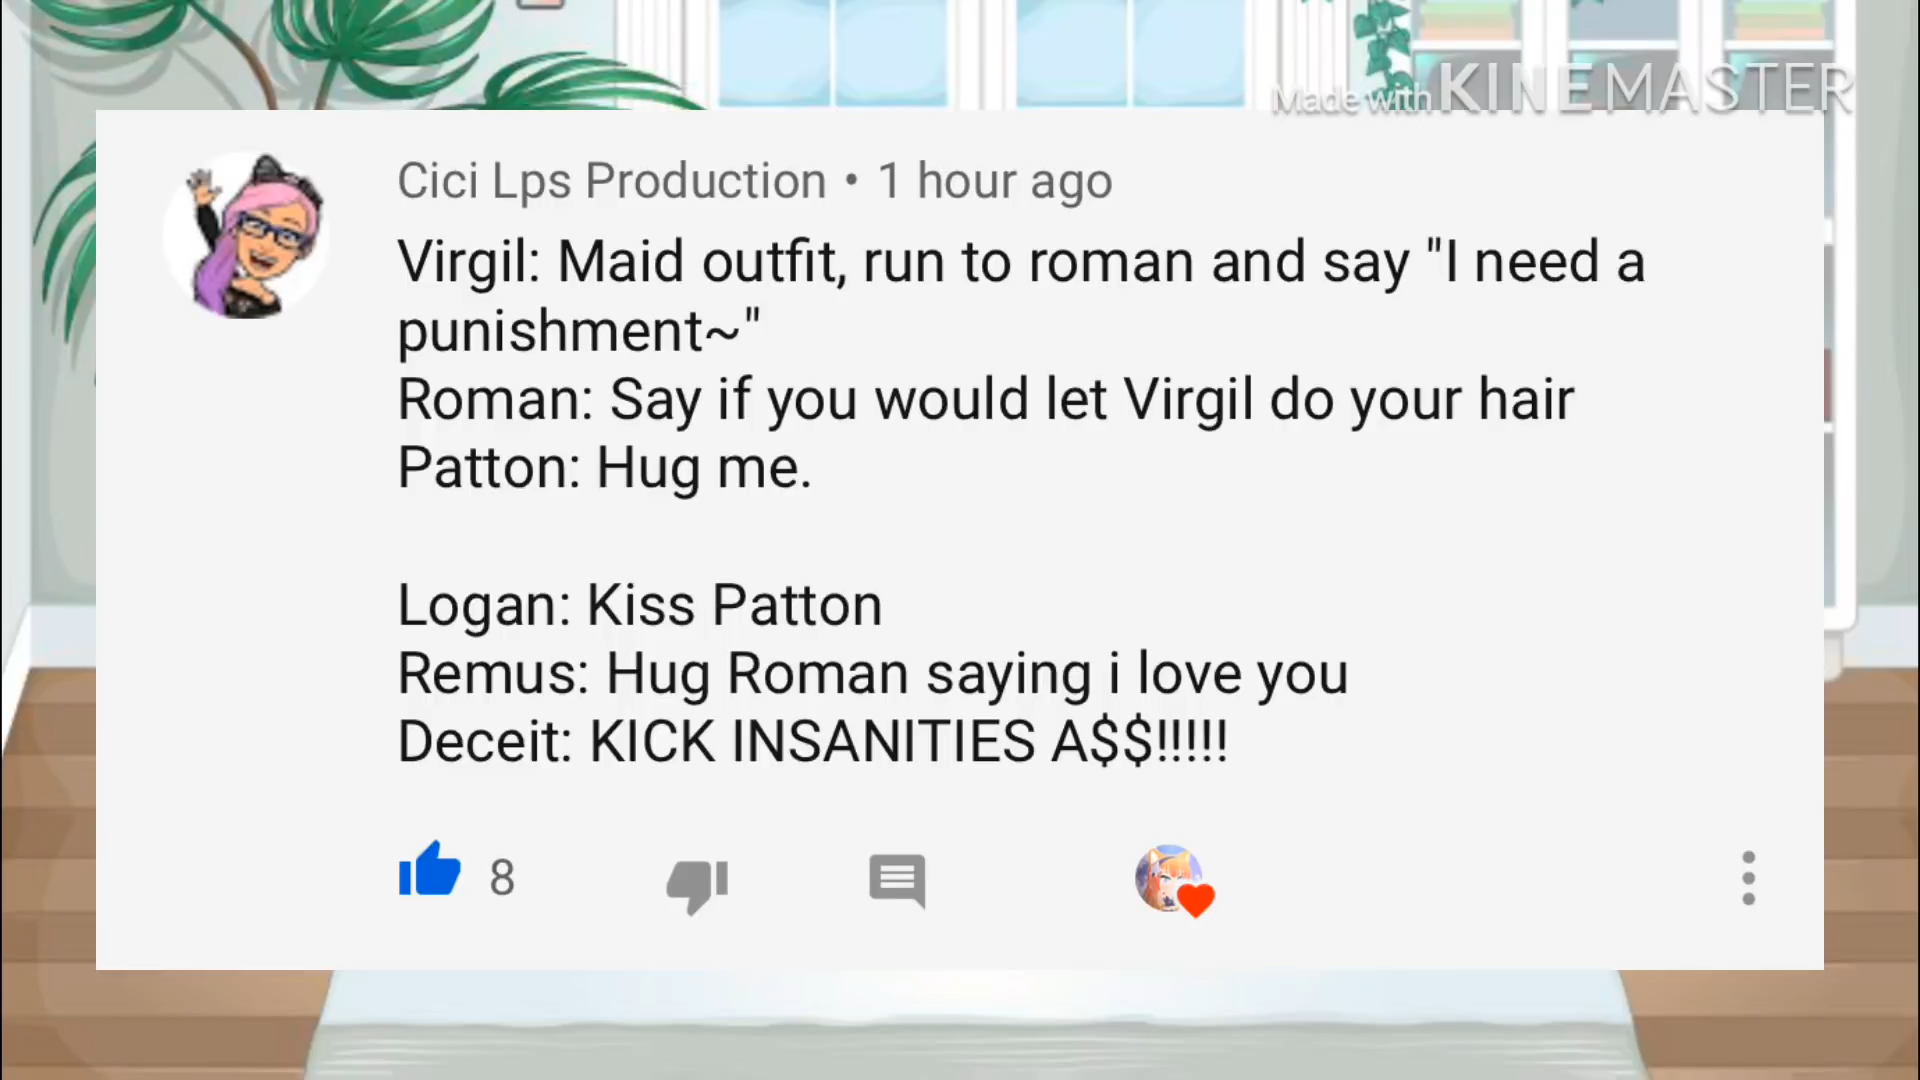 Made with KINEMASTER
Cici Lps Production • 1 hour ago
Virgil: Maid outfit, run to roman and say "I need a
punishment~"
Roman: Say if you would let Virgil do your hair
Patton: Hug me.
Logan: Kiss Patton
Remus: Hug Roman saying i love you
Deceit: KICK INSANITIES A$$!!!!!
8